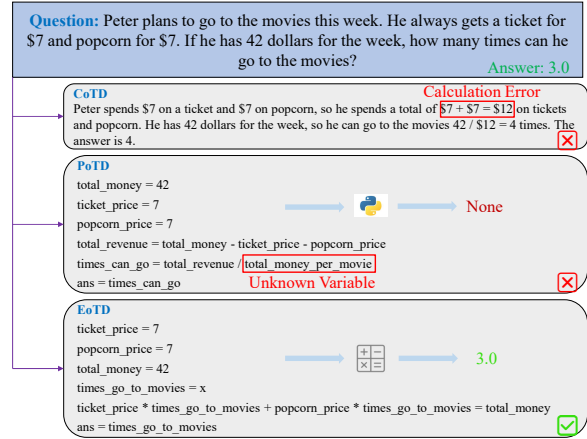 Question: Peter plans to go to the movies this week. He always gets a ticket for
$7 and popcorn for $7. If he has 42 dollars for the week, how many times can he
go to the movies?
Answer: 3.0
CoTD
Calculation Error
Peter spends $7 on a ticket and $7 on popcorn, so he spends a total of $7 + $7 = $12 on tickets
and popcorn. He has 42 dollars for the week, so he can go to the movies 42 / $12 = 4 times. The
answer is 4.
PoTD
total_money = 42
ticket_price = 7
None
popcorn_price = 7
total_revenue = total_money - ticket_price - popcorn_price
times_can_go = total_revenue / total_money_per_movie
ans = times_can_go
Unknown Variable
EoTD
ticket_price = 7
popcorn_price = 7
3.0
total_money = 42
times_go_to_movies = x
ticket_price * times_go_to_movies + popcorn_price * times_go_to_movies = total_money
ans = times_go_to_movies